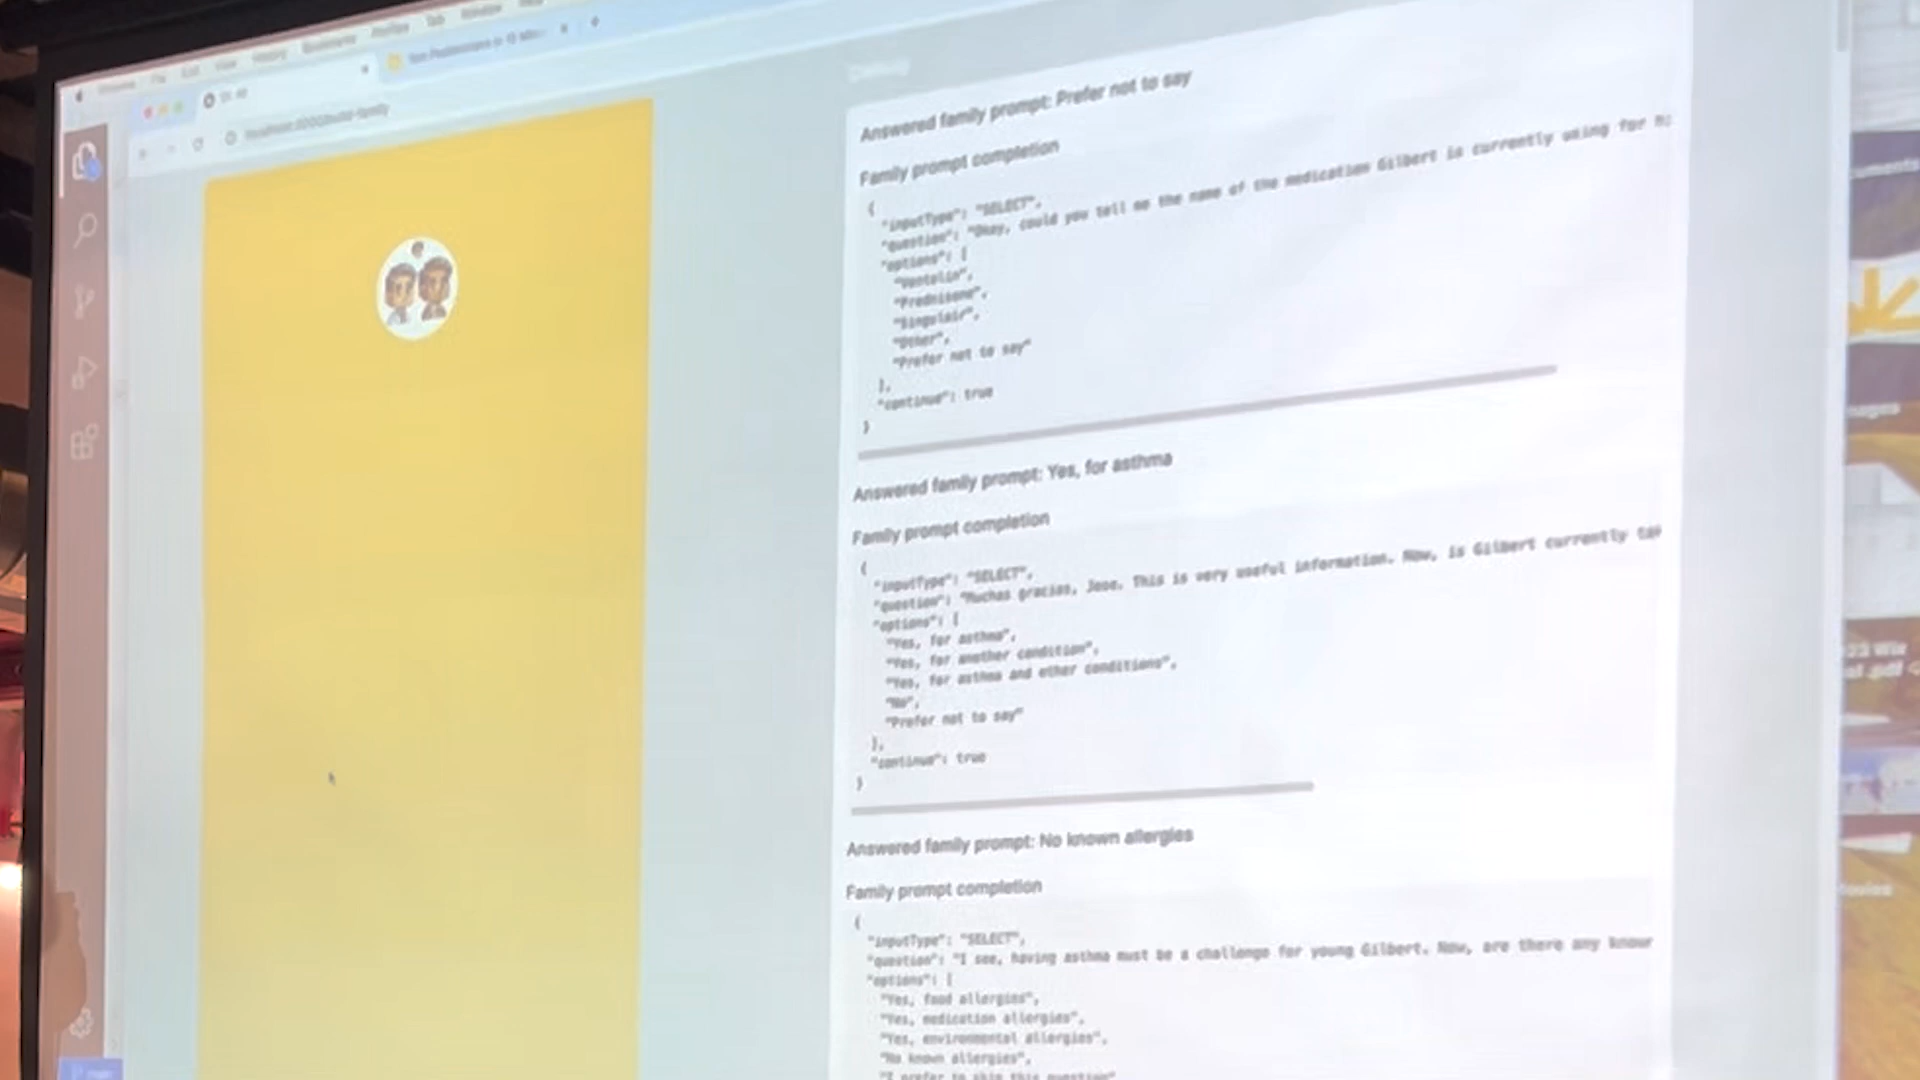 Answered family prompt: Prefer not to say
Family prompt completion
{
"inputType": "SELECT",
"question": "Okay, could you tell me the name of the medication Gilbert is currently using for
"options": [
"Ventolin",
"Prednisone",
"Singulair",
"Other",
"Prefer not to say"
],
"continue": true
}
Answered family prompt: Yes, for asthma
Family prompt completion
{
"inputType": "SELECT",
"question": "Muchas gracias, Jose. This is very useful information. Now, is Gilbert currently
"options": [
"Yes, for asthma",
"Yes, for another condition",
"Yes, for asthma and other conditions",
"No",
"Prefer not to say"
],
"continue": true
}
Answered family prompt: No known allergies
Family prompt completion
{
"inputType": "SELECT",
"question": "I see, having asthma must be a challenge for young Gilbert. Now, are there any
"options": [
"Yes, food allergies",
"Yes, medication allergies",
"Yes, environmental allergies",
"No known allergies",
"I prefer to skip this question"